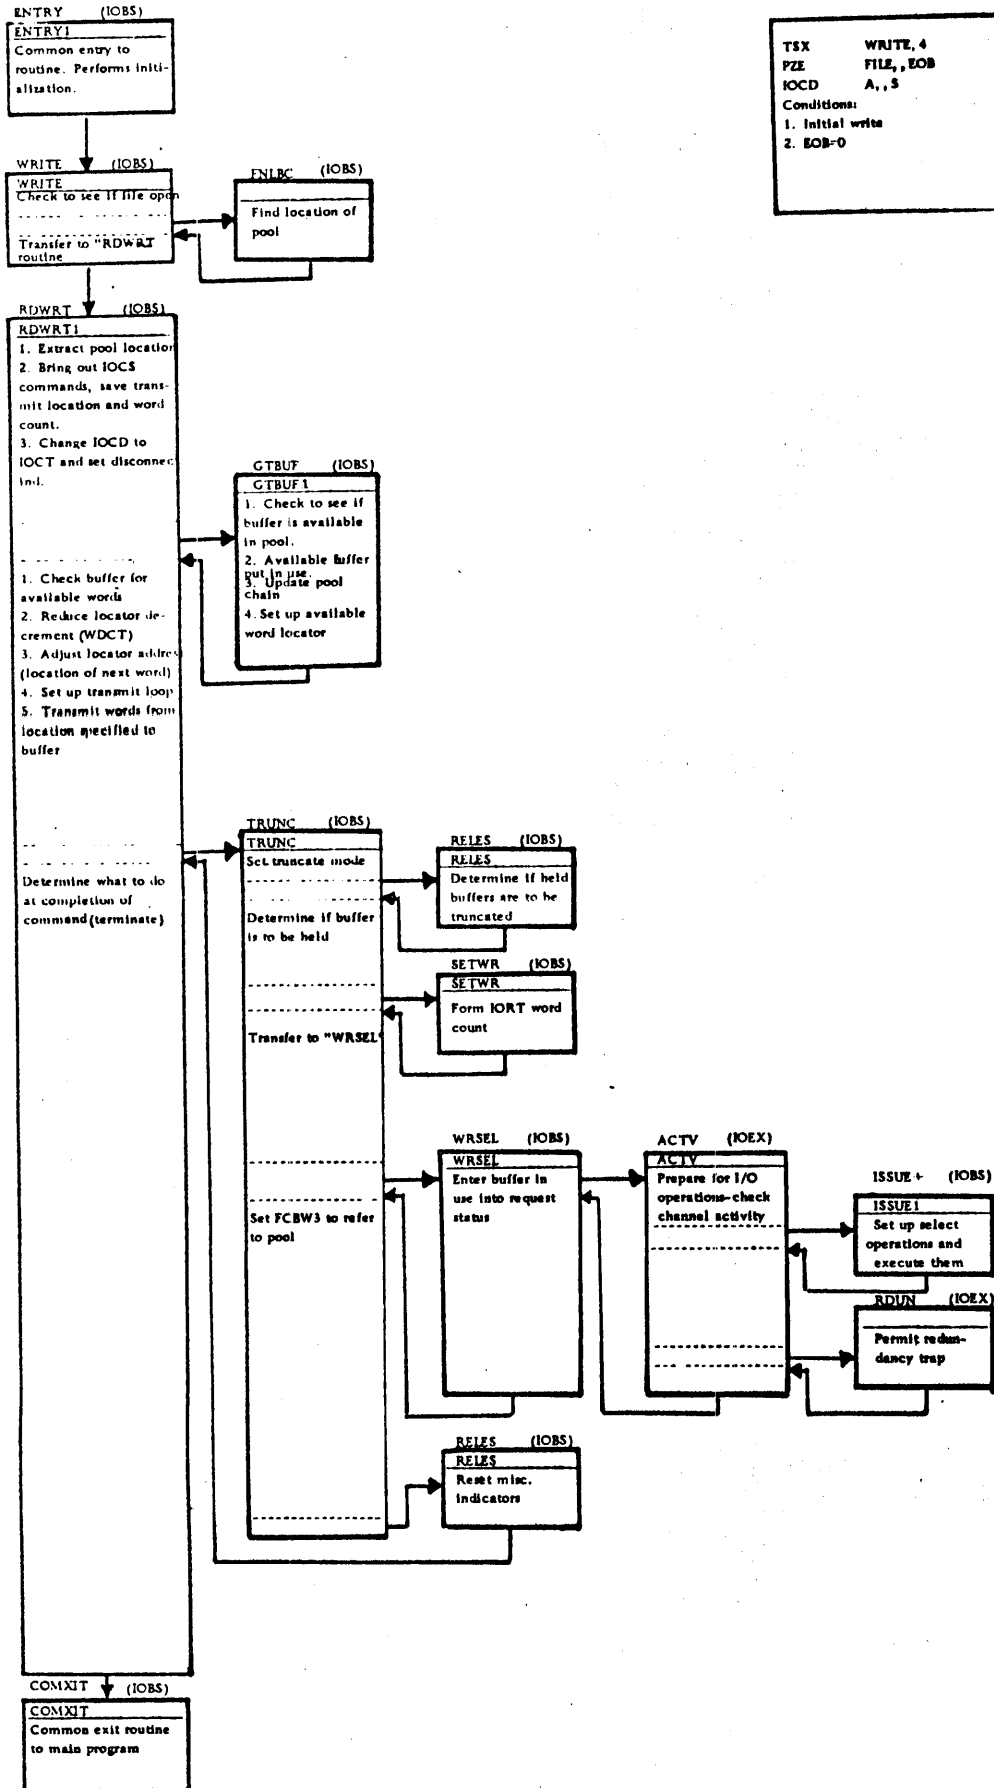 ENTRY (IOBS)
ENTRY1
Common entry to
routine. Performs initi-
alization.
TSX WRITE, 4
PZE FILE, , EOB
IOCD A, , S
Conditions:
1. Initial write
2. EOB=0
WRITE (IOBS)
WRITE
Check to see if file open
Transfer to "RDWRT
routine
FNLBC (IOBS)
Find location of
pool
RDWRT (IOBS)
RDWRT1
1. Extract pool location
2. Bring out IOCS
commands, save trans-
mit location and word
count.
3. Change IOCD to
IOCT and set disconnec
ind.
GTBUF (IOBS)
GTBUF1
1. Check to see if
buffer is available
in pool.
2. Available buffer
put in use.
3. Update pool
chain
4. Set up available
word locator
1. Check buffer for
available words
2. Reduce locator de-
crement (WDCT)
3. Adjust locator addres
(location of next word)
4. Set up transmit loop
5. Transmit words from
location specified to
buffer
Determine what to do
at completion of
command (terminate)
TRUNC (IOBS)
TRUNC
Set truncate mode
Determine if buffer
is to be held
Transfer to "WRSEL"
Set FCBW3 to refer
to pool
RELES (IOBS)
RELES
Determine if held
buffers are to be
truncated
SETWR (IOBS)
SETWR
Form IORT word
count
WRSEL (IOBS)
WRSEL
Enter buffer in
use into request
status
ACTV (IOEX)
ACTV
Prepare for I/O
operations-check
channel activity
ISSUE + (IOBS)
ISSUE1
Set up select
operations and
execute them
RDUN (IOEX)
Permit redun-
dancy trap
RELES (IOBS)
RELES
Reset misc.
indicators
COMXIT (IOBS)
COMXIT
Common exit routine
to main program